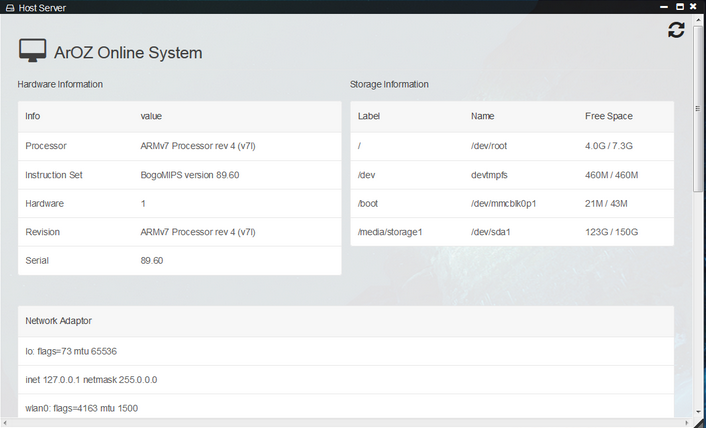 Host Server
ArOZ Online System
Hardware Information
Info value
Processor ARMv7 Processor rev 4 (v7l)
Instruction Set BogoMIPS version 89.60
Hardware 1
Revision ARMv7 Processor rev 4 (v7l)
Serial 89.60
Storage Information
Label Name Free Space
/ /dev/root 4.0G / 7.3G
/dev devtmpfs 460M / 460M
/boot /dev/mmcblk0p1 21M / 43M
/media/storage1 /dev/sda1 123G / 150G
Network Adaptor
lo: flags=73 mtu 65536
inet 127.0.0.1 netmask 255.0.0.0
wlan0: flags=4163 mtu 1500